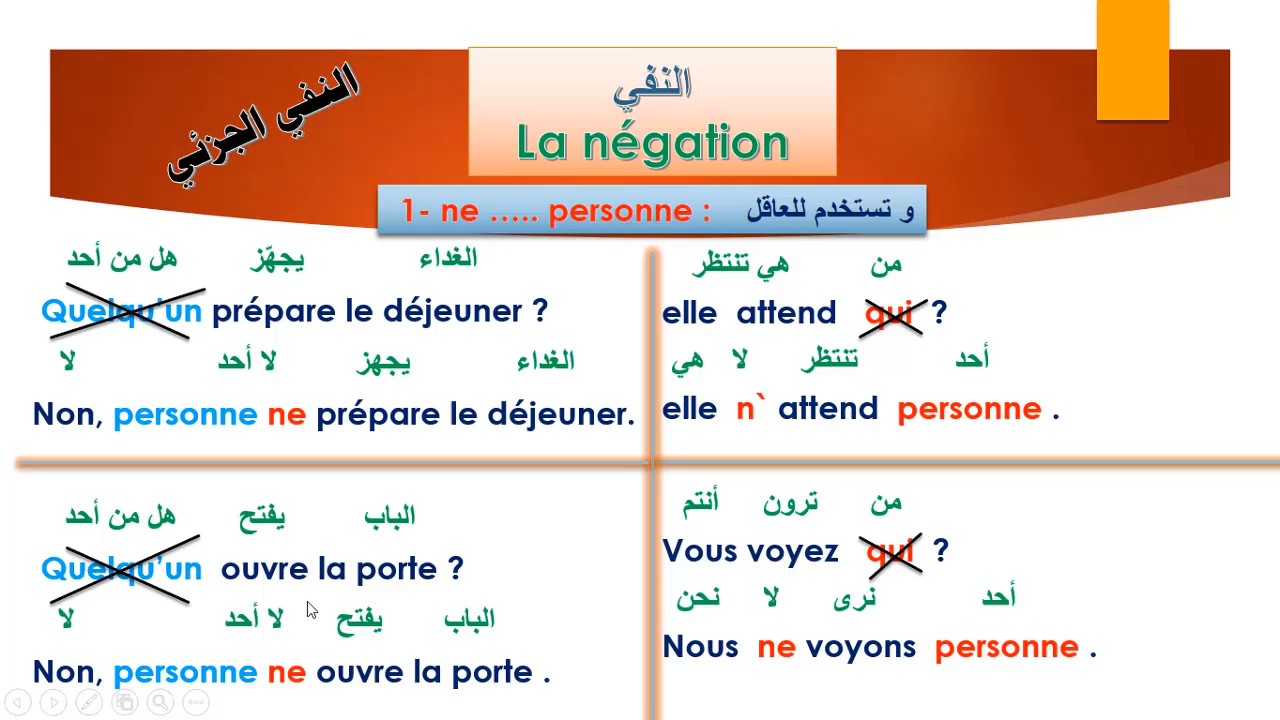 النفي الجزئي
النفي
La négation
1- ne ..... personne : و تستخدم للعاقل
هل من أحد يجهّز الغداء
Quelqu'un prépare le déjeuner ?
لا لا أحد يجهز الغداء
Non, personne ne prépare le déjeuner.
من هي تنتظر
elle attend qui ?
هي لا تنتظر أحد
elle n` attend personne .
هل من أحد يفتح الباب
Quelqu'un ouvre la porte ?
لا لا أحد يفتح الباب
Non, personne ne ouvre la porte .
أنتم ترون من
Vous voyez qui ?
نحن لا نرى أحد
Nous ne voyons personne .